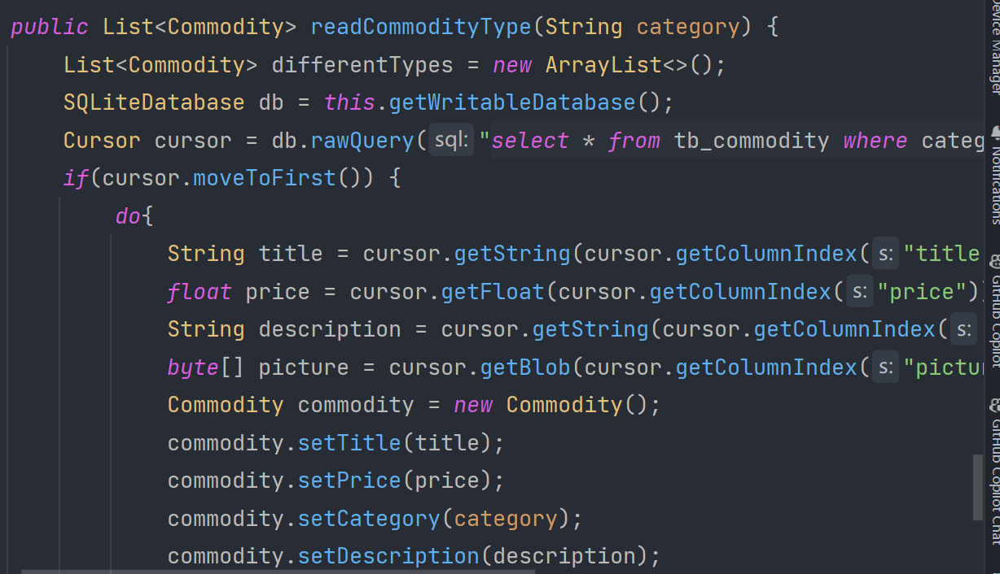 public List<Commodity> readCommodityType(String category) {
List<Commodity> differentTypes = new ArrayList<>();
SQLiteDatabase db = this.getWritableDatabase();
Cursor cursor = db.rawQuery( sql: "select * from tb_commodity where categ
if(cursor.moveToFirst()) {
do{
String title = cursor.getString(cursor.getColumnIndex( s: "title
float price = cursor.getFloat(cursor.getColumnIndex( s: "price"))
String description = cursor.getString(cursor.getColumnIndex( s:
byte[] picture = cursor.getBlob(cursor.getColumnIndex( s: "pictu
Commodity commodity = new Commodity();
commodity.setTitle(title);
commodity.setPrice(price);
commodity.setCategory(category);
commodity.setDescription(description);
Device Manager
Notifications
GitHub Copilot
GitHub Copilot Chat